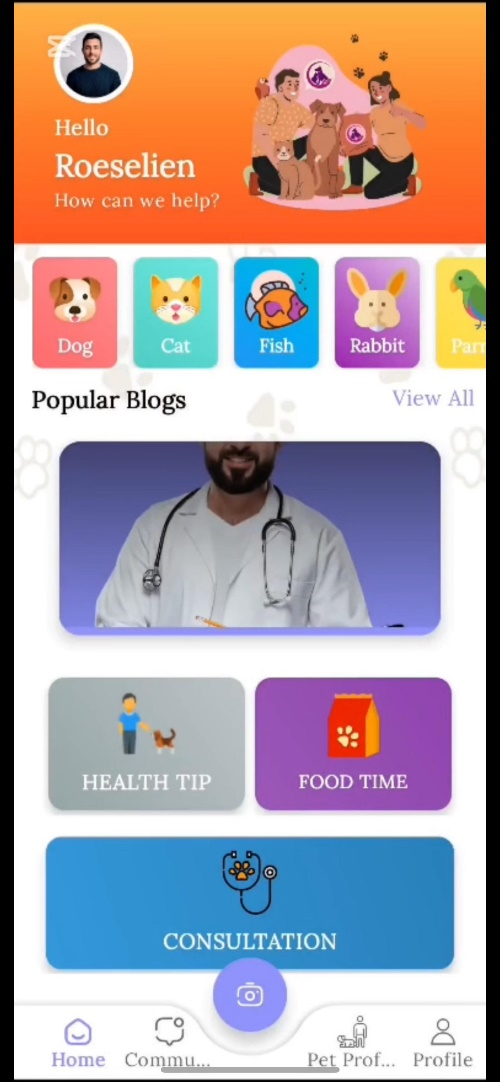 Hello
Roeselien
How can we help?
Dog Cat Fish Rabbit Parr
Popular Blogs View All
HEALTH TIP FOOD TIME
CONSULTATION
Home Commu... Pet Prof... Profile